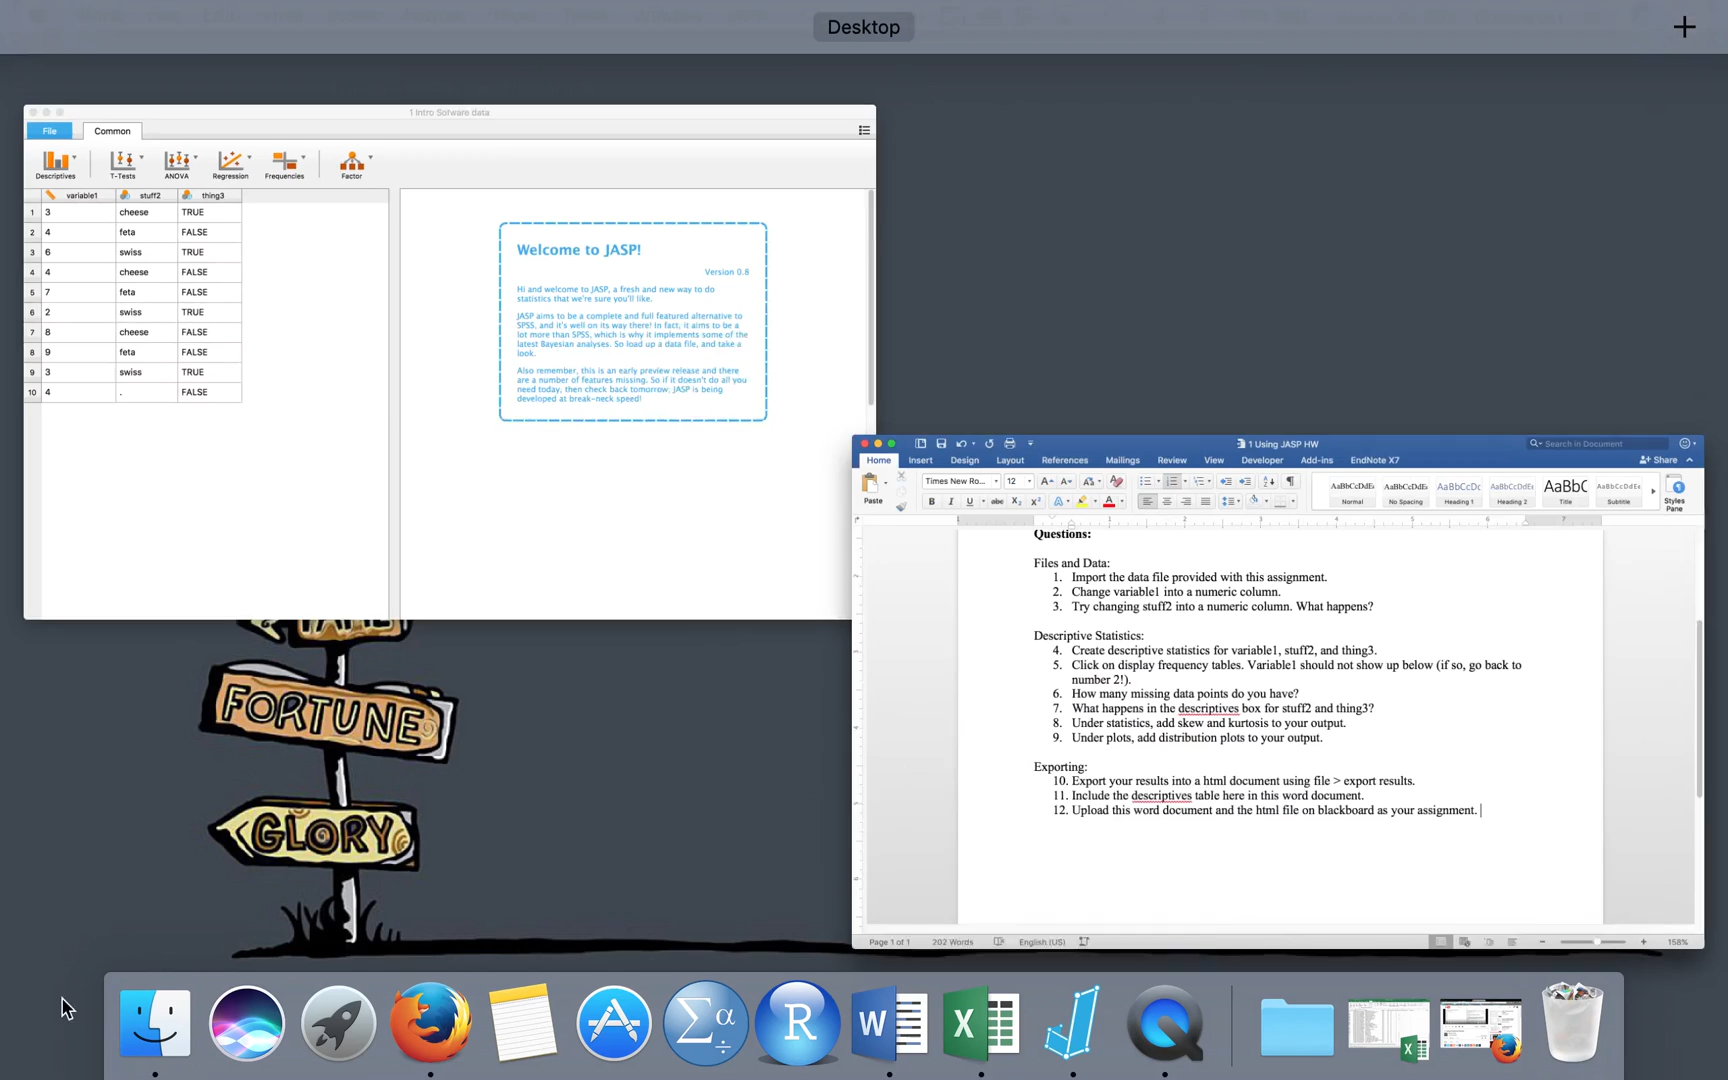 Desktop
1 Intro Sofware data
File
Common
Descriptives
T-Tests
ANOVA
Regression
Frequencies
Factor
variable1 stuff2 thing3
1 3 cheese TRUE
2 4 feta FALSE
3 6 swiss TRUE
4 4 cheese FALSE
5 7 feta FALSE
6 2 swiss TRUE
7 8 cheese FALSE
8 9 feta FALSE
9 3 swiss TRUE
10 4 . FALSE
Welcome to JASP!
Version 0.8
Hi and welcome to JASP, a fresh and new way to do
statistics that we're sure you'll like.
JASP aims to be a complete and full featured alternative to
SPSS, and it's well on its way there! In fact, it aims to be a
lot more than SPSS, which is why it implements some of the
latest Bayesian analyses. So load up a data file, and take a
look.
Also remember, this is an early preview release and there
are a number of features missing. So if it doesn't do all you
need today, then check back tomorrow; JASP is being
developed at break-neck speed!
FAME
FORTUNE
GLORY
1 Using JASP HW
Search in Document
Home Insert Design Layout References Mailings Review View Developer Add-ins EndNote X7
Share
Paste
Times New Ro... 12
B I U abc X2 X2
AaBbCcDdEe AaBbCcDdEe AaBbCcDc AaBbCcDdEe AaBbC AaBbCcDdEe
Normal No Spacing Heading 1 Heading 2 Title Subtitle
Styles
Pane
Questions:
Files and Data:
1. Import the data file provided with this assignment.
2. Change variable1 into a numeric column.
3. Try changing stuff2 into a numeric column. What happens?
Descriptive Statistics:
4. Create descriptive statistics for variable1, stuff2, and thing3.
5. Click on display frequency tables. Variable1 should not show up below (if so, go back to
number 2!).
6. How many missing data points do you have?
7. What happens in the descriptives box for stuff2 and thing3?
8. Under statistics, add skew and kurtosis to your output.
9. Under plots, add distribution plots to your output.
Exporting:
10. Export your results into a html document using file > export results.
11. Include the descriptives table here in this word document.
12. Upload this word document and the html file on blackboard as your assignment.
Page 1 of 1 202 Words English (US) 158%
Σα÷
R
W
X